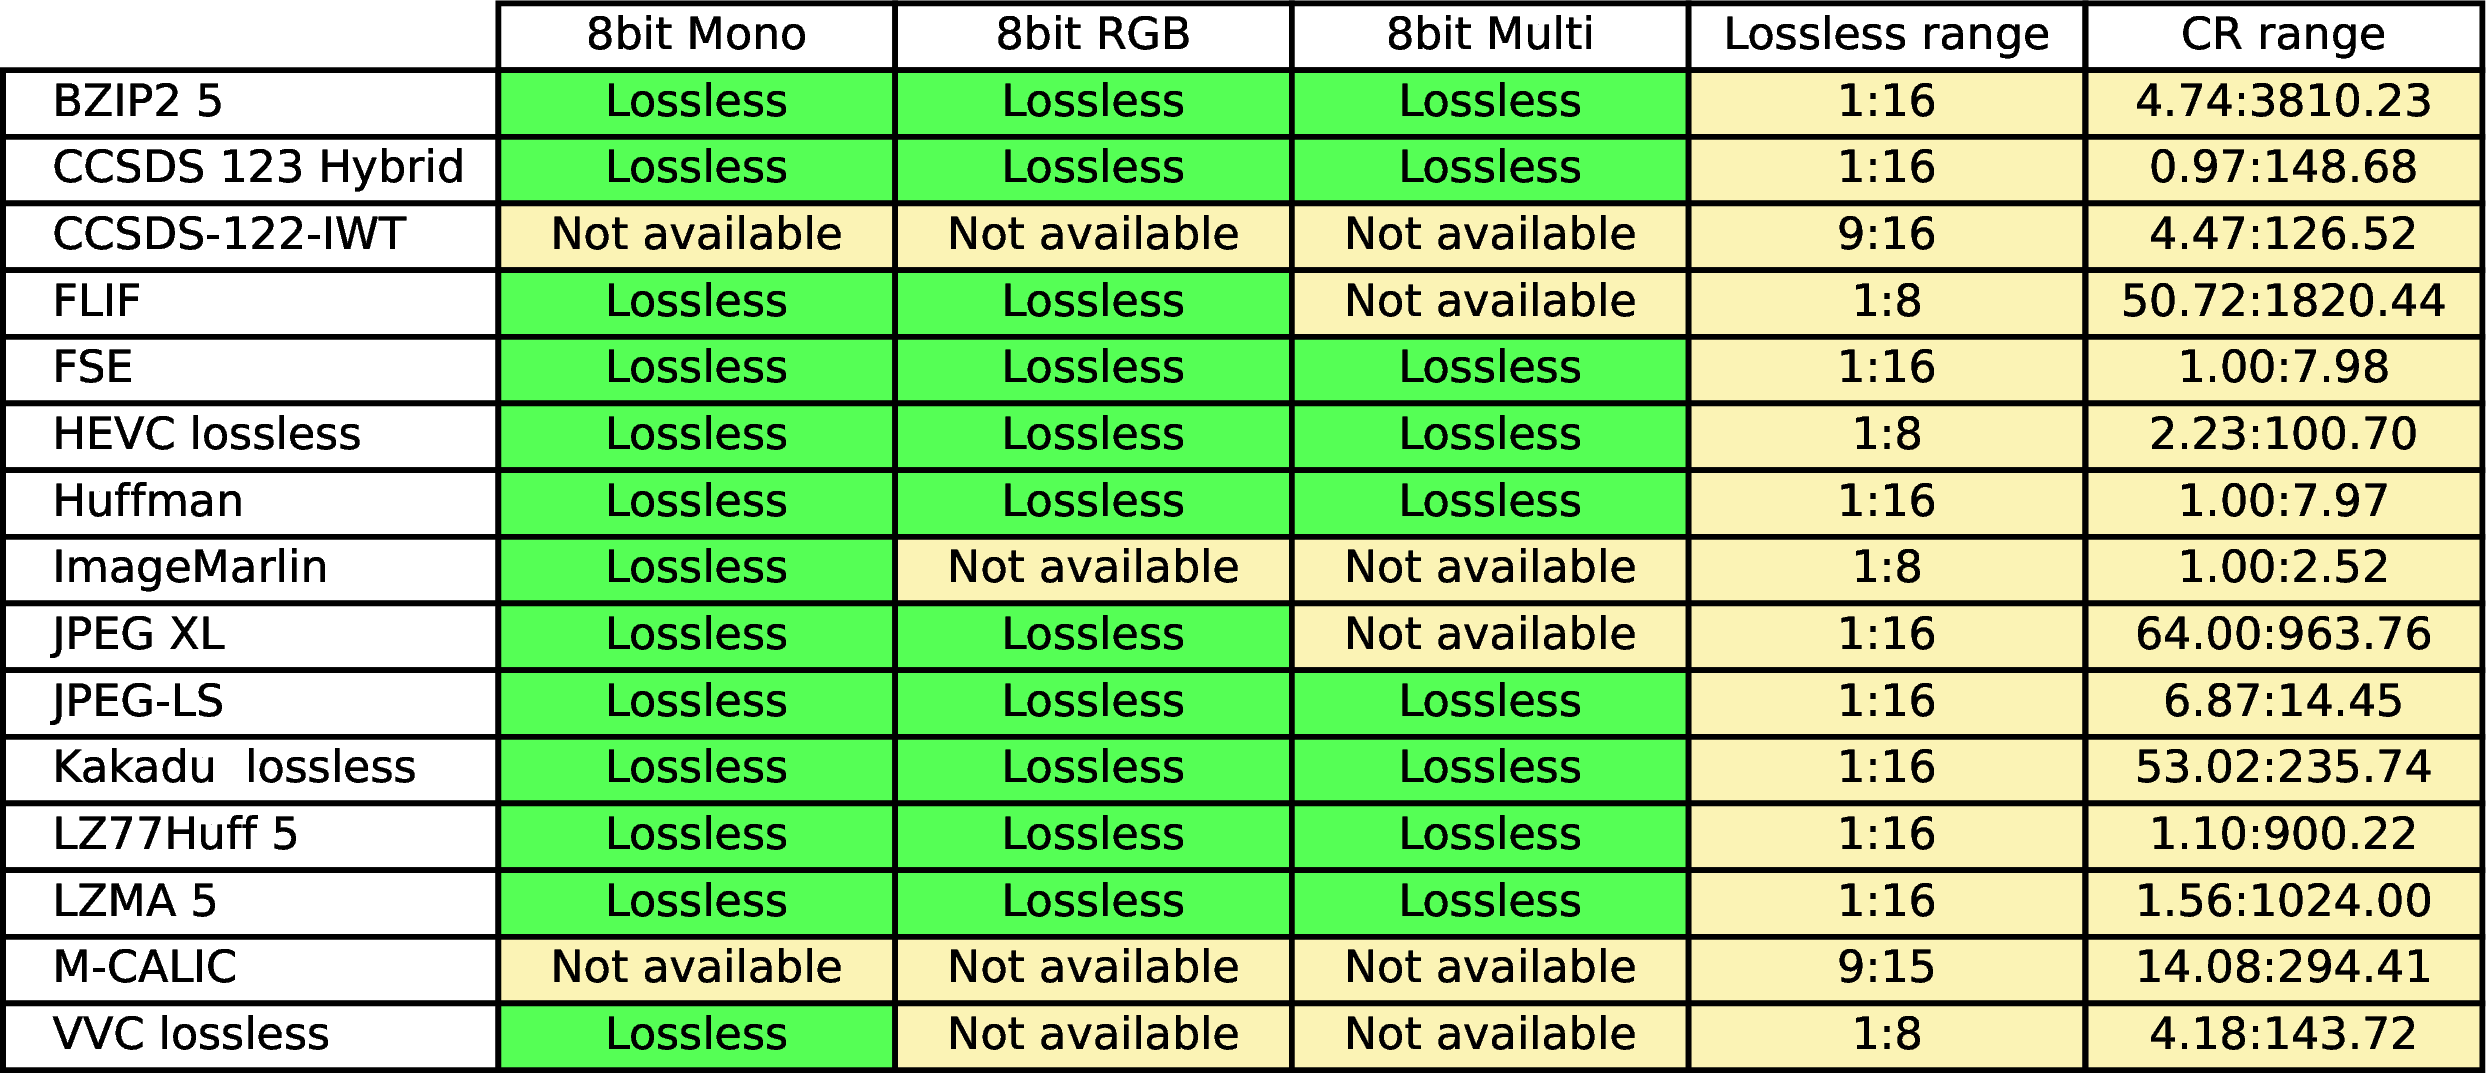 8bit Mono 8bit RGB 8bit Multi Lossless range CR range
BZIP2 5 Lossless Lossless Lossless 1:16 4.74:3810.23
CCSDS 123 Hybrid Lossless Lossless Lossless 1:16 0.97:148.68
CCSDS-122-IWT Not available Not available Not available 9:16 4.47:126.52
FLIF Lossless Lossless Not available 1:8 50.72:1820.44
FSE Lossless Lossless Lossless 1:16 1.00:7.98
HEVC lossless Lossless Lossless Lossless 1:8 2.23:100.70
Huffman Lossless Lossless Lossless 1:16 1.00:7.97
ImageMarlin Lossless Not available Not available 1:8 1.00:2.52
JPEG XL Lossless Lossless Not available 1:16 64.00:963.76
JPEG-LS Lossless Lossless Lossless 1:16 6.87:14.45
Kakadu  lossless Lossless Lossless Lossless 1:16 53.02:235.74
LZ77Huff 5 Lossless Lossless Lossless 1:16 1.10:900.22
LZMA 5 Lossless Lossless Lossless 1:16 1.56:1024.00
M-CALIC Not available Not available Not available 9:15 14.08:294.41
VVC lossless Lossless Not available Not available 1:8 4.18:143.72